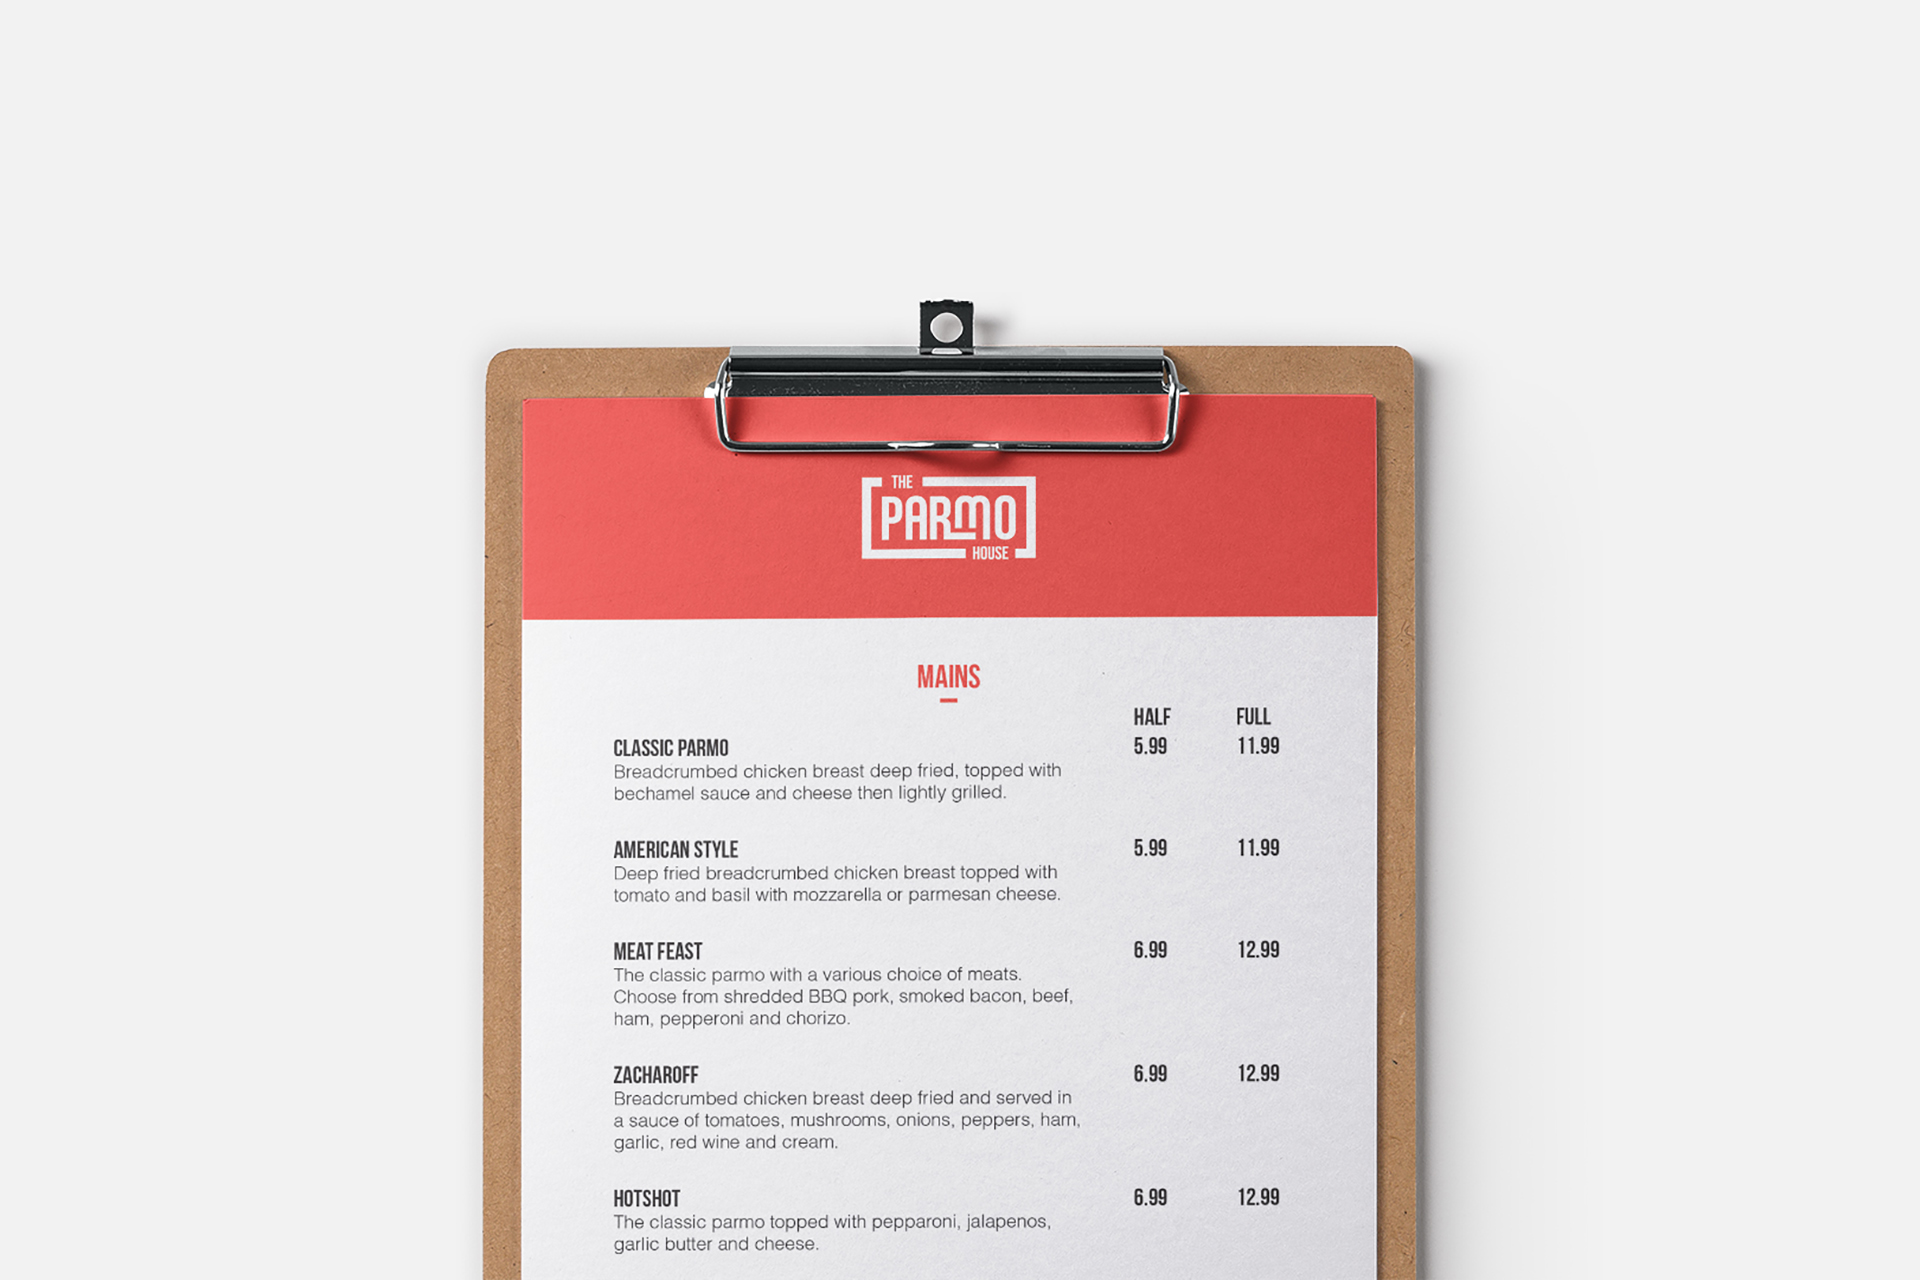 THE
PARMO
HOUSE
MAINS
HALF FULL
CLASSIC PARMO 5.99 11.99
Breadcrumbed chicken breast deep fried, topped with
bechamel sauce and cheese then lightly grilled.
AMERICAN STYLE 5.99 11.99
Deep fried breadcrumbed chicken breast topped with
tomato and basil with mozzarella or parmesan cheese.
MEAT FEAST 6.99 12.99
The classic parmo with a various choice of meats.
Choose from shredded BBQ pork, smoked bacon, beef,
ham, pepperoni and chorizo.
ZACHAROFF 6.99 12.99
Breadcrumbed chicken breast deep fried and served in
a sauce of tomatoes, mushrooms, onions, peppers, ham,
garlic, red wine and cream.
HOTSHOT 6.99 12.99
The classic parmo topped with pepparoni, jalapenos,
garlic butter and cheese.